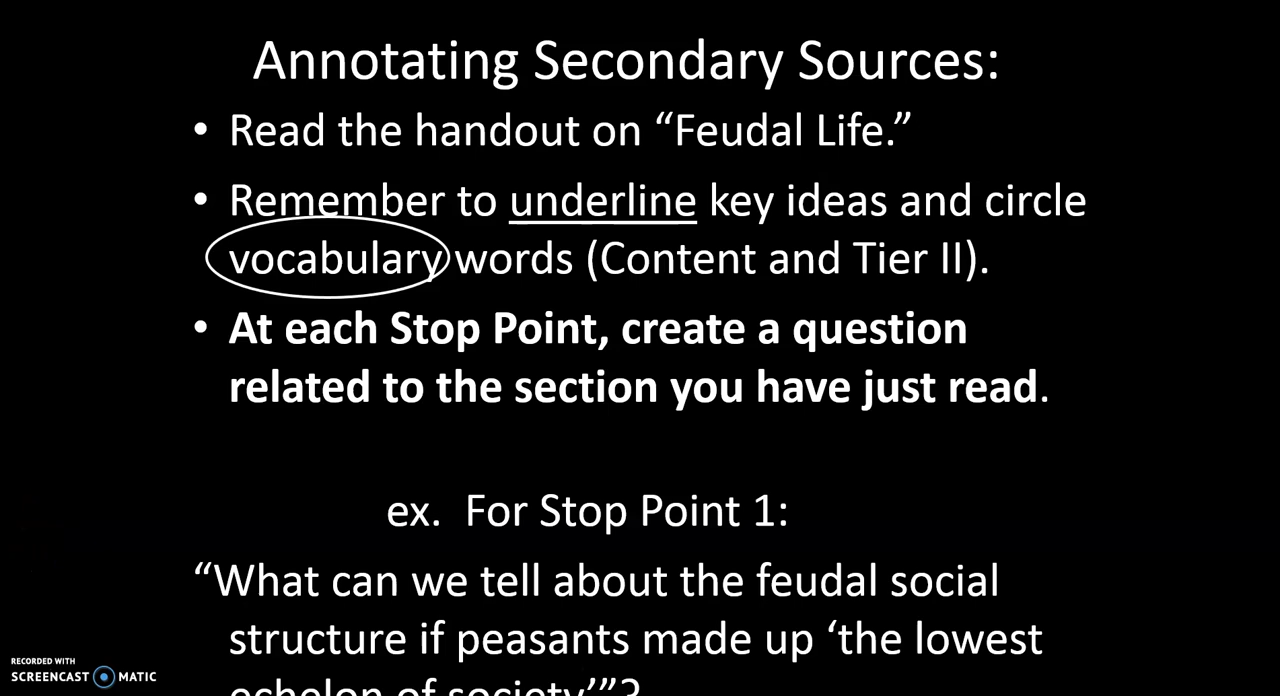 Annotating Secondary Sources:
• Read the handout on “Feudal Life.”
• Remember to underline key ideas and circle
vocabulary words (Content and Tier II).
• At each Stop Point, create a question
related to the section you have just read.
ex. For Stop Point 1:
“What can we tell about the feudal social
structure if peasants made up ‘the lowest
echelon of society’”?
RECORDED WITH
SCREENCAST MATIC